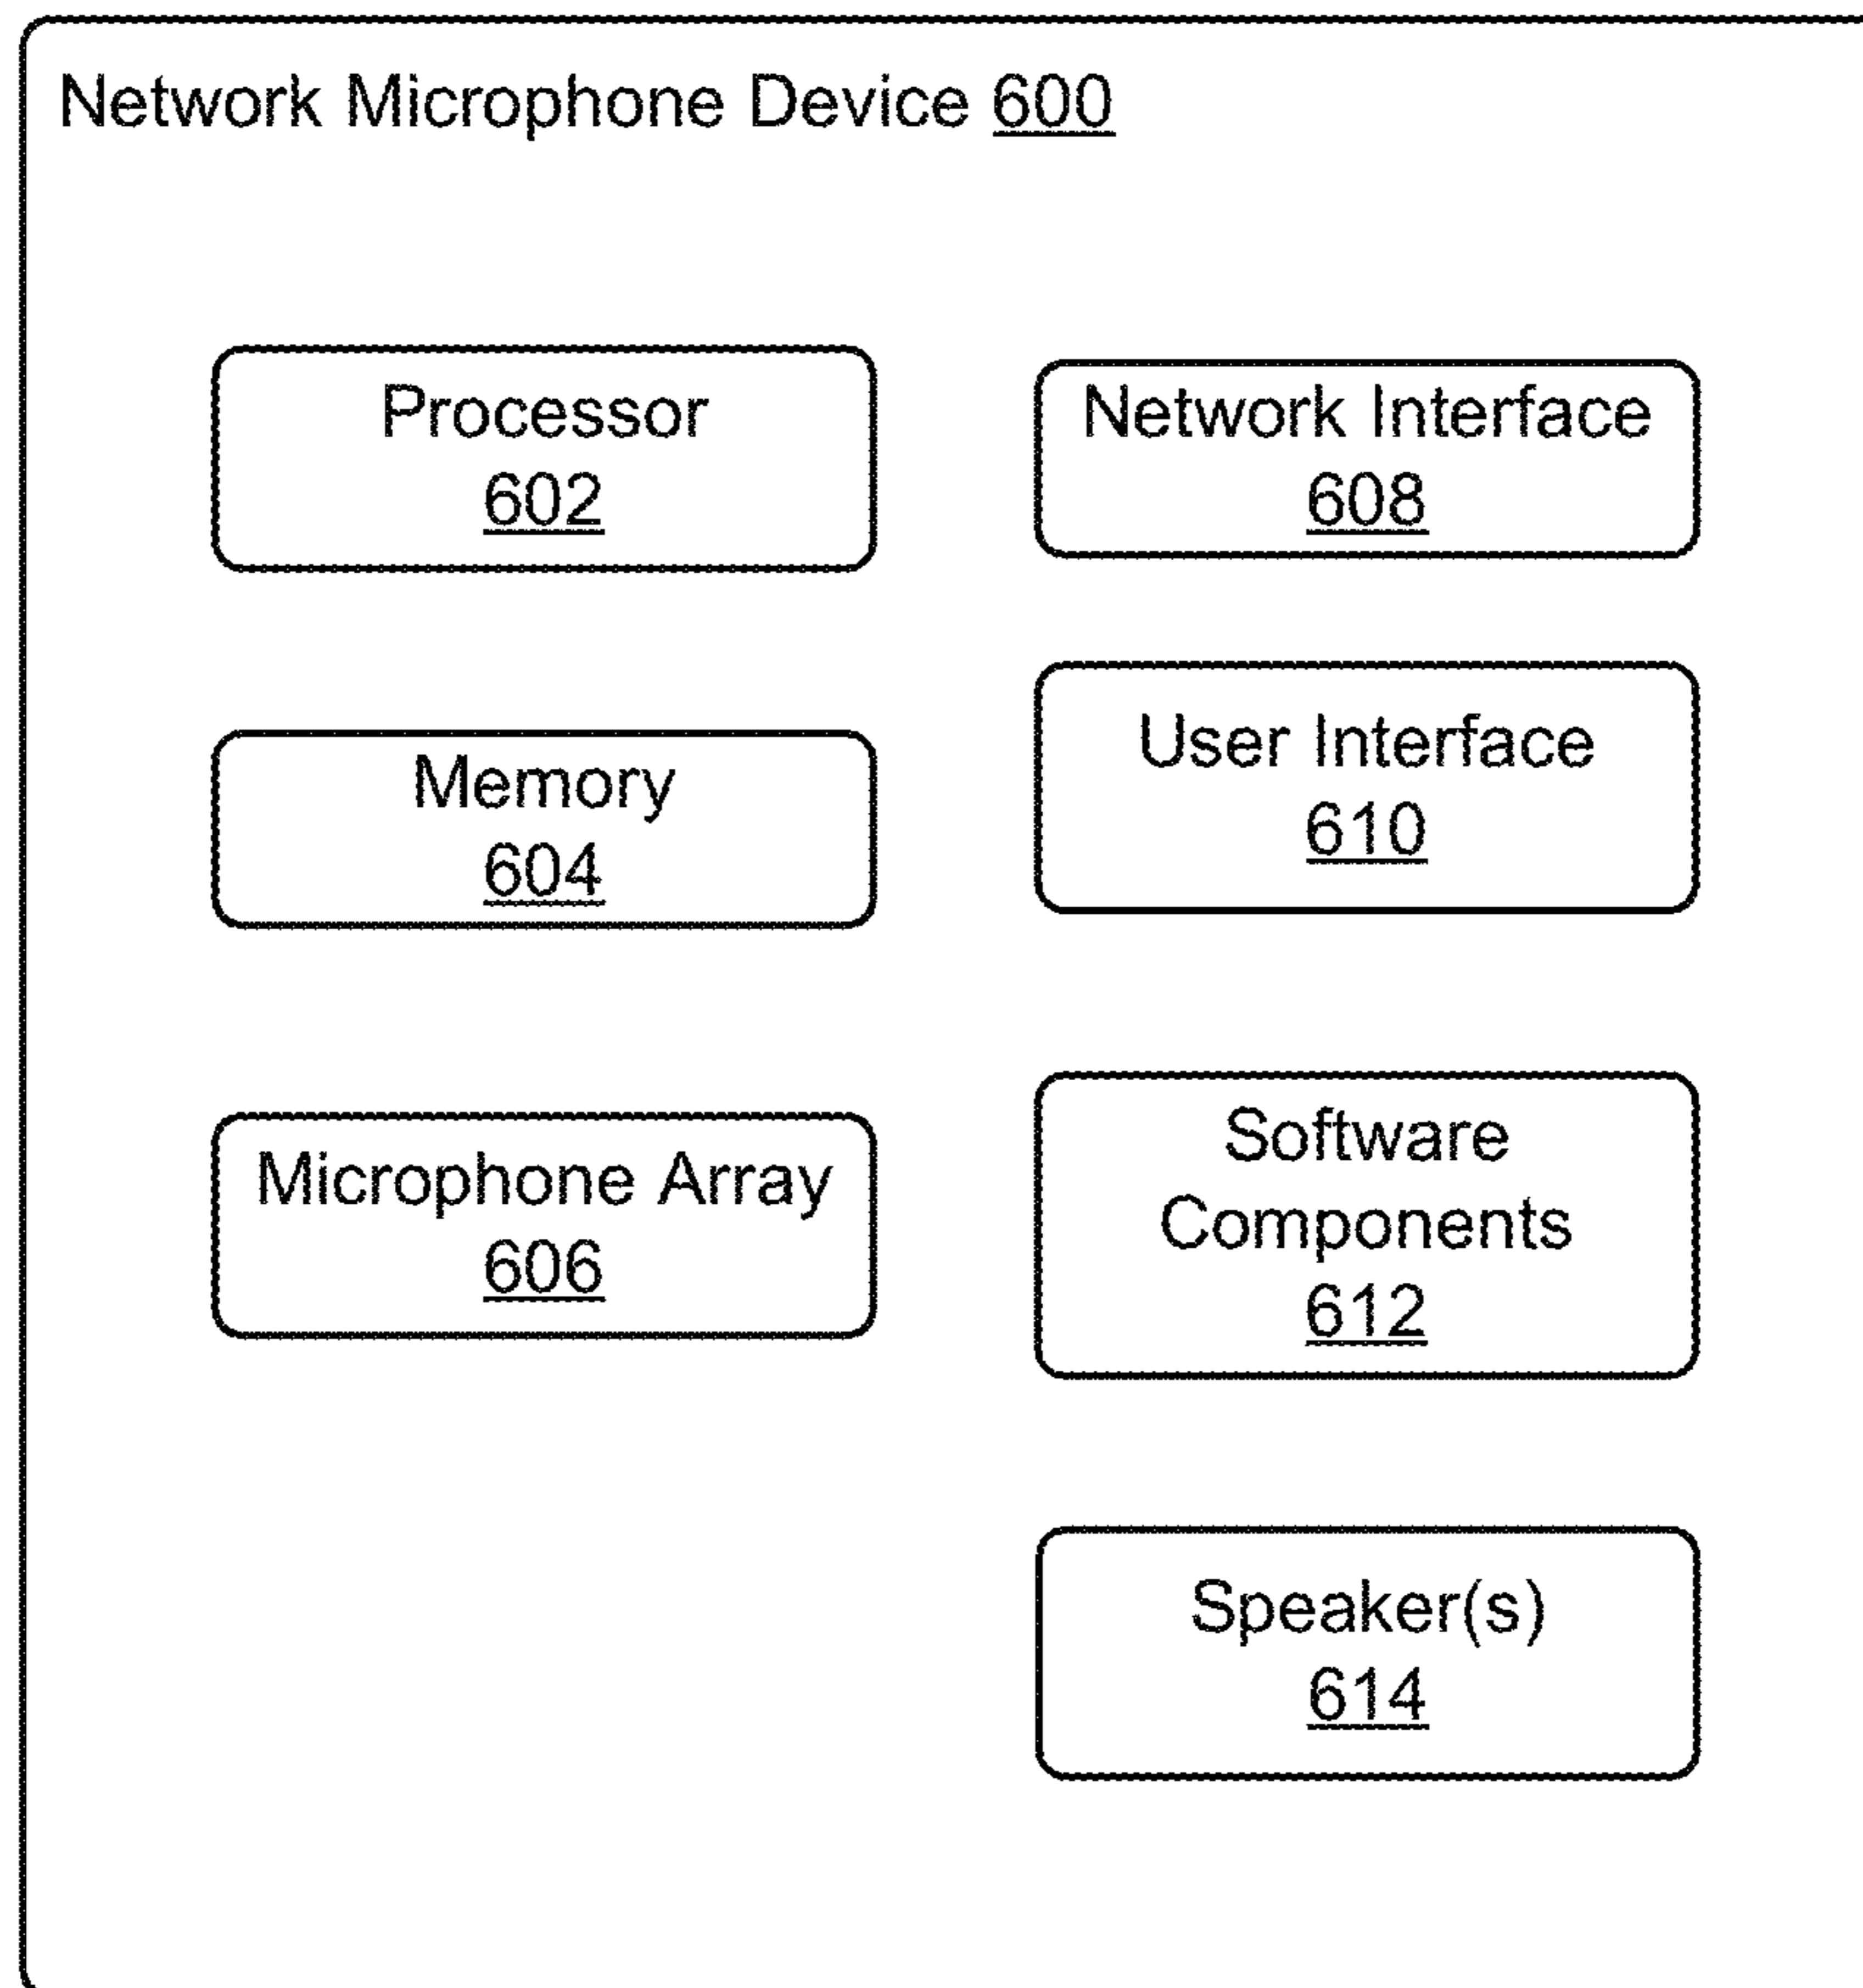 Network Microphone Device 600
Processor
602
Memory
604
Microphone Array
606
Network Interface
608
User Interface
610
Software
Components
612
Speaker(s)
614